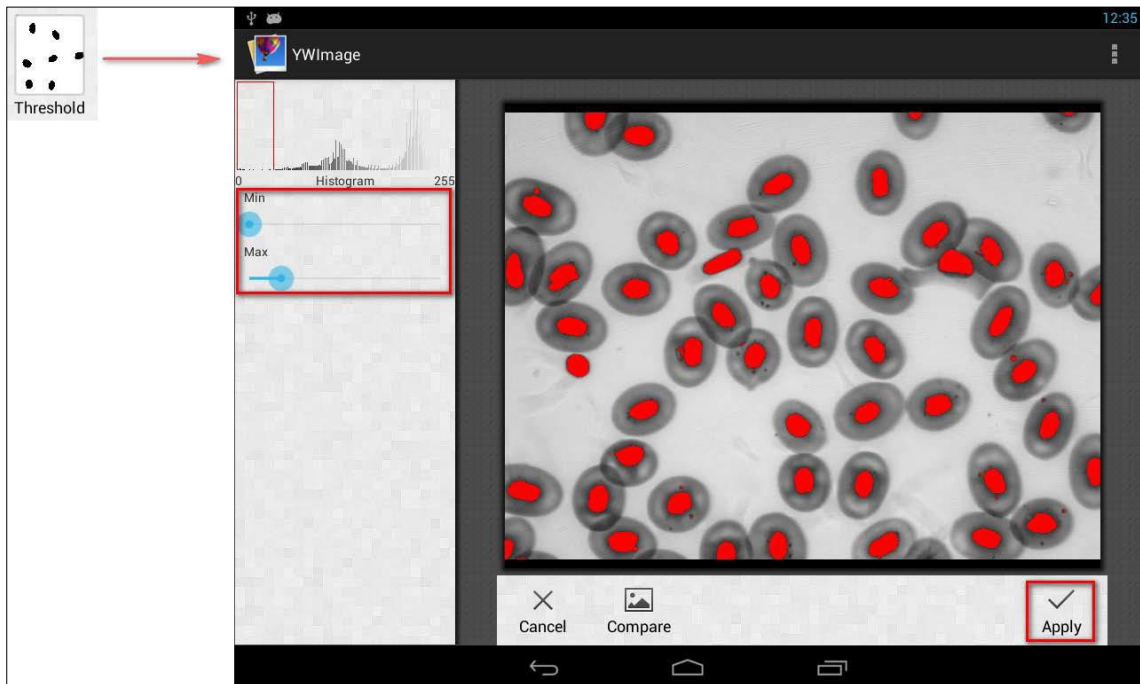 Threshold
12:35
YWImage
0 Histogram 255
Min
Max
Cancel Compare Apply